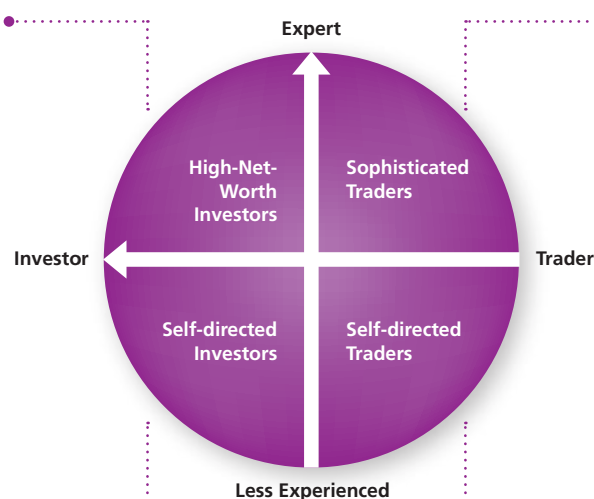 Expert
High-Net-
Worth
Investors
Sophisticated
Traders
Investor
Trader
Self-directed
Investors
Self-directed
Traders
Less Experienced